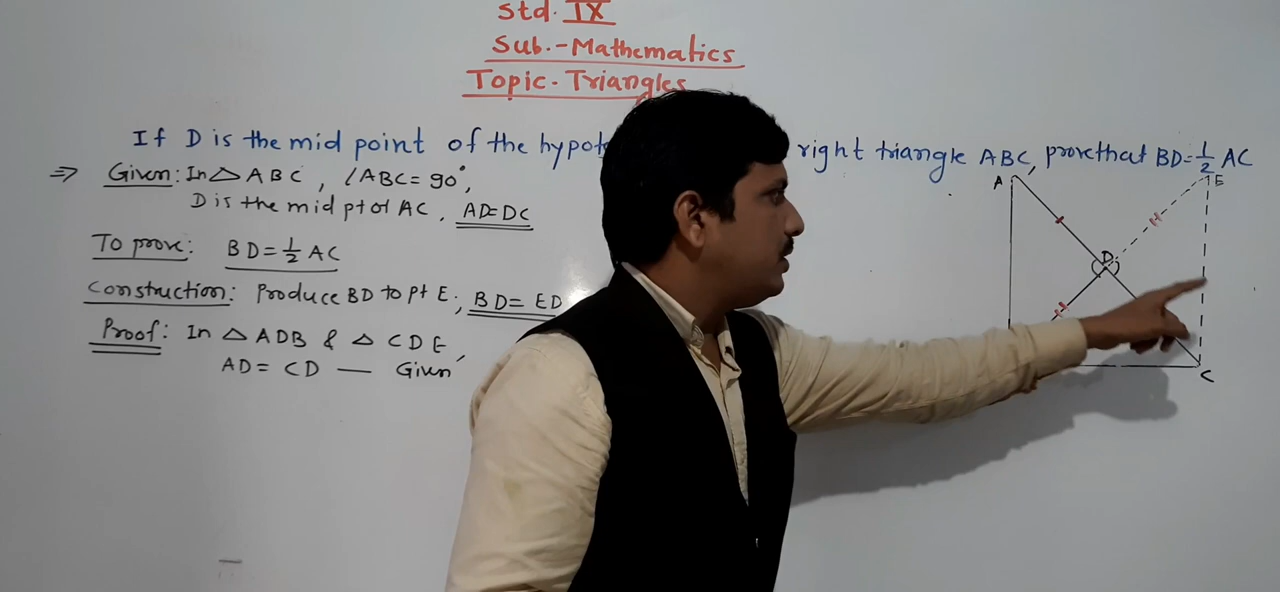 Std. IX
Sub.-Mathematics
Topic-Triangles
If D is the mid point of the hypot right triangle ABC, prove that BD=½ AC
⇒ Given: In △ ABC, ∠ABC= 90°,
D is the mid pt of AC, AD=DC
To prove: BD=½ AC
Construction: Produce BD to pt E; BD= ED
Proof: In △ ADB & △ CDE,
AD= CD — Given
A
E
D
C